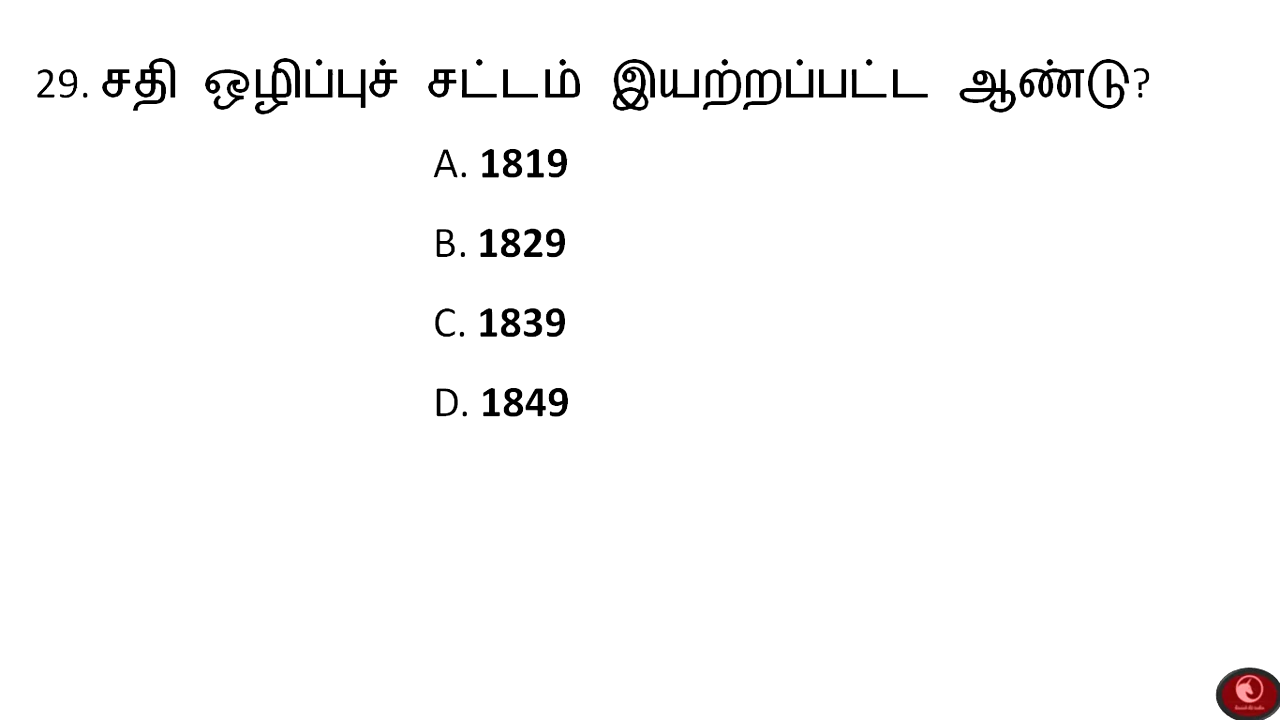 29. சதி ஒழிப்புச் சட்டம் இயற்றப்பட்ட ஆண்டு?
A. 1819
B. 1829
C. 1839
D. 1849